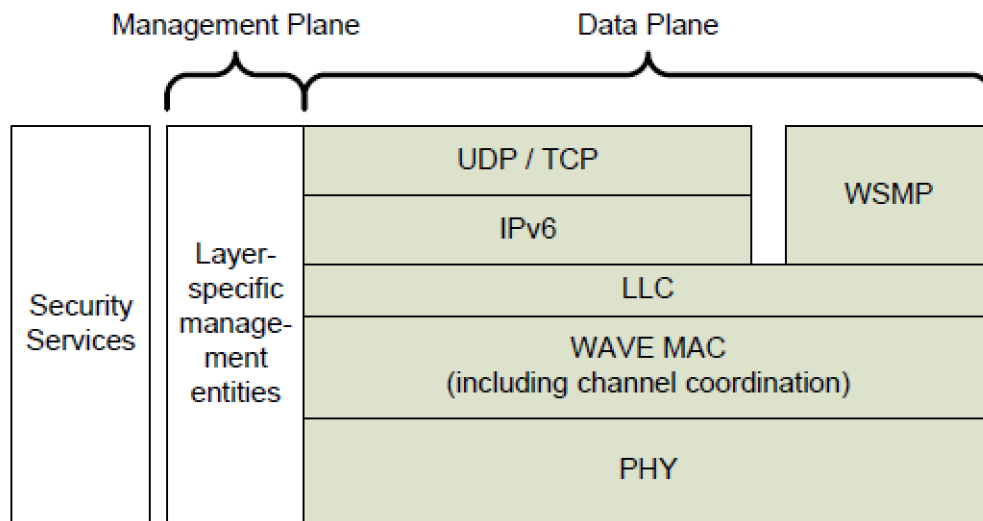 Management Plane
Data Plane
Security
Services
Layer-
specific
manage-
ment
entities
UDP / TCP
IPv6
WSMP
LLC
WAVE MAC
(including channel coordination)
PHY